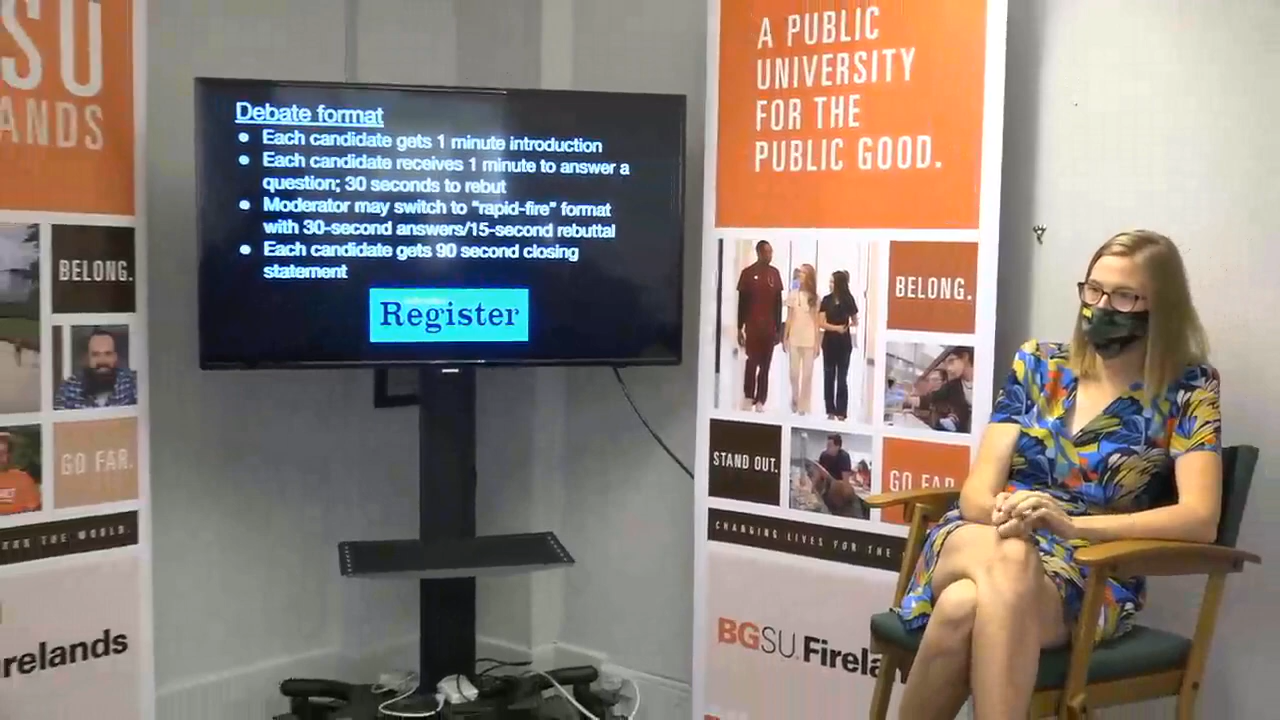 SU
ANDS
BELONG.
GO FAR.
THE WORLD.
relands
Debate format
● Each candidate gets 1 minute introduction
● Each candidate receives 1 minute to answer a
question; 30 seconds to rebut
● Moderator may switch to “rapid-fire” format
with 30-second answers/15-second rebuttal
● Each candidate gets 90 second closing
statement
Register
A PUBLIC
UNIVERSITY
FOR THE
PUBLIC GOOD.
BELONG.
STAND OUT.
GO FAR
CHANGING LIVES FOR THE
BGSU. Firela